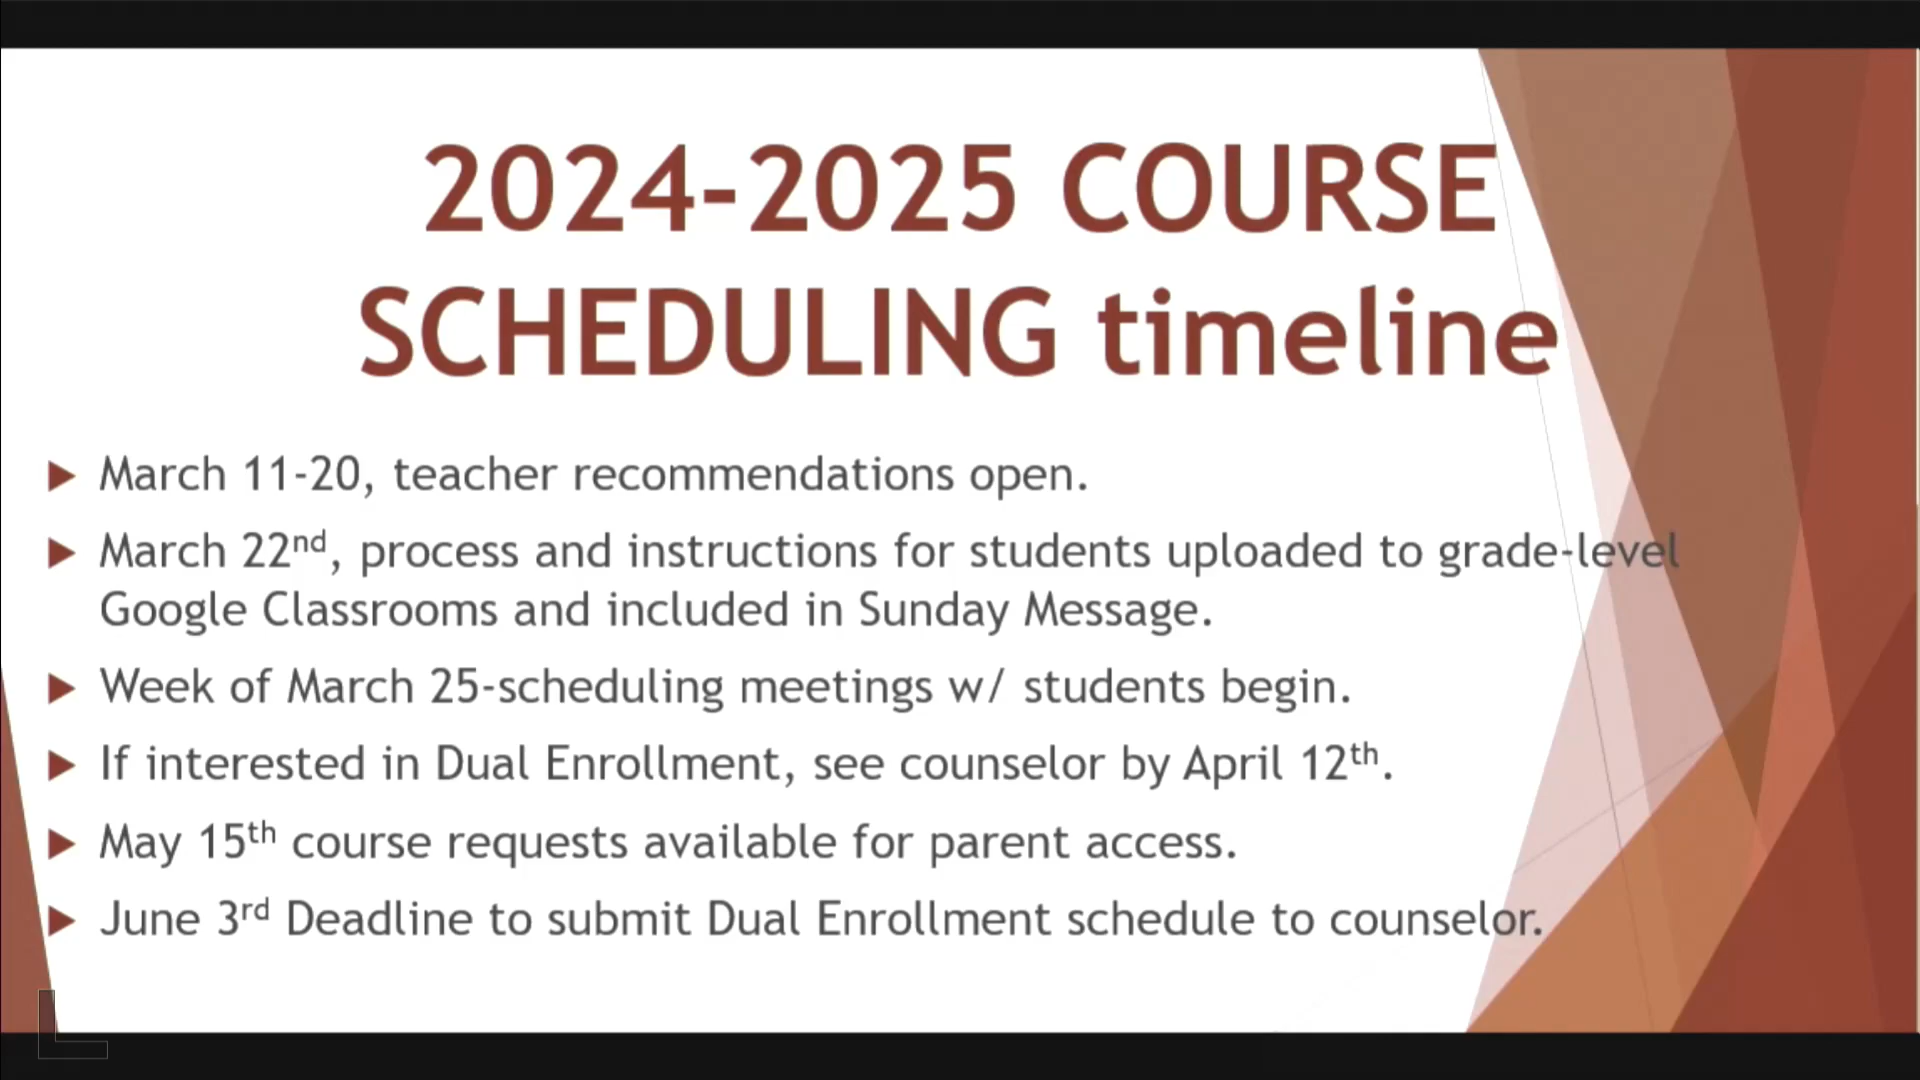 2024-2025 COURSE
SCHEDULING timeline
March 11-20, teacher recommendations open.
March 22nd, process and instructions for students uploaded to grade-level
Google Classrooms and included in Sunday Message.
Week of March 25-scheduling meetings w/ students begin.
If interested in Dual Enrollment, see counselor by April 12th.
May 15th course requests available for parent access.
June 3rd Deadline to submit Dual Enrollment schedule to counselor.